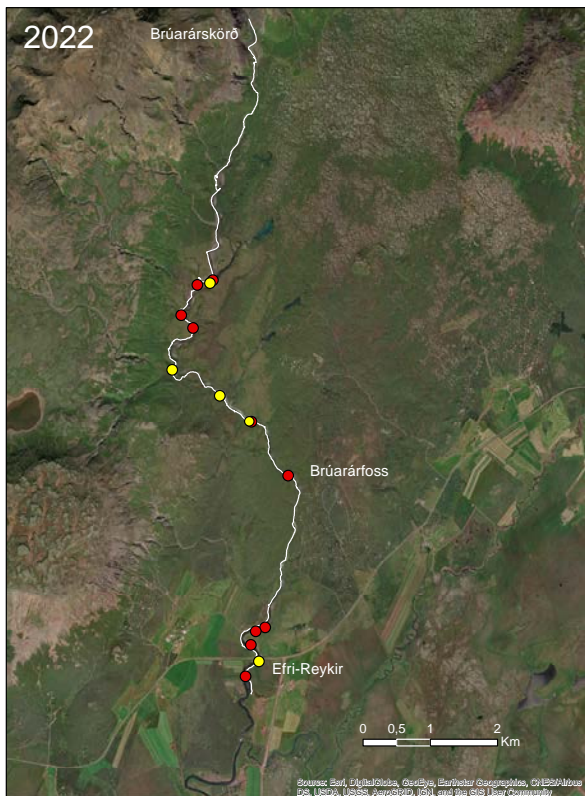 2022
Brúarárskörð
Brúarárfoss
Efri-Reykir
0 0,5 1 2
Km
Source: Esri, DigitalGlobe, GeoEye, Earthstar Geographics, CNES/Airbus
DS, USDA, USGS, AeroGRID, IGN, and the GIS User Community